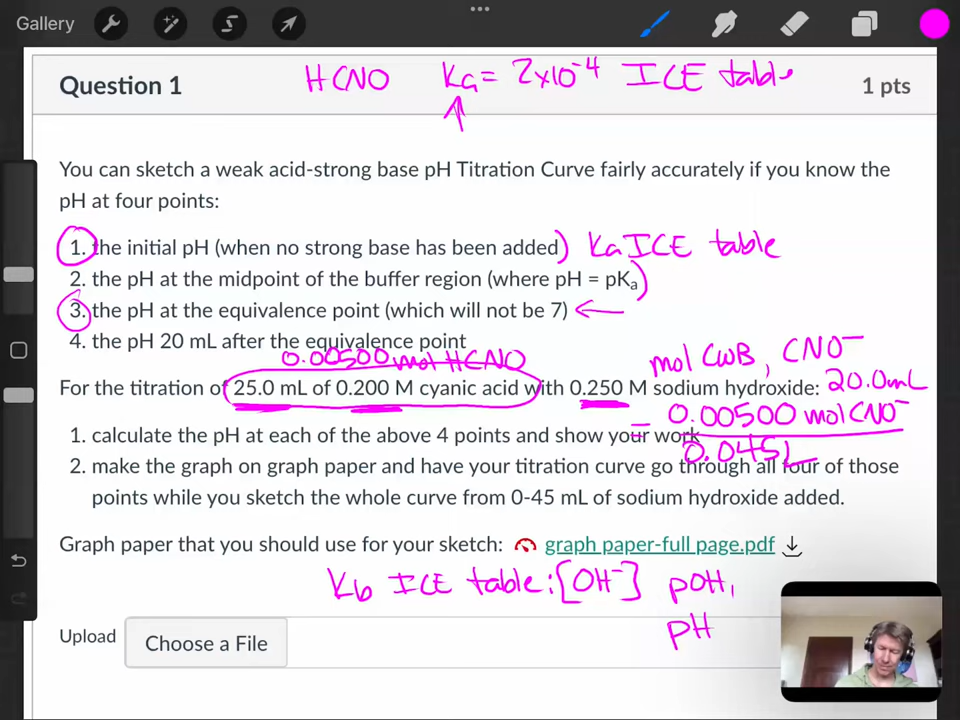 Gallery
Question 1
HCNO Ka = 2x10⁻⁴ ICE table
1 pts
You can sketch a weak acid-strong base pH Titration Curve fairly accurately if you know the
pH at four points:
1. the initial pH (when no strong base has been added) Ka ICE table
2. the pH at the midpoint of the buffer region (where pH = pKₐ)
3. the pH at the equivalence point (which will not be 7) ←
4. the pH 20 mL after the equivalence point
0.00500 mol HCNO
mol CWB, CNO⁻
For the titration of 25.0 mL of 0.200 M cyanic acid with 0.250 M sodium hydroxide: 20.0mL
= 0.00500 mol CNO⁻
1. calculate the pH at each of the above 4 points and show your work
0.045L
2. make the graph on graph paper and have your titration curve go through all four of those
points while you sketch the whole curve from 0-45 mL of sodium hydroxide added.
Graph paper that you should use for your sketch: graph paper-full page.pdf
Kb ICE table: [OH⁻] pOH,
pH
Upload
Choose a File